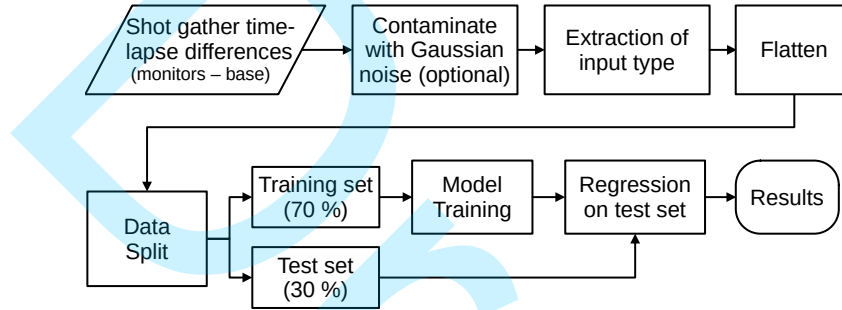 Shot gather time-
lapse differences
(monitors – base)
Contaminate
with Gaussian
noise (optional)
Extraction of
input type
Flatten
Data
Split
Training set
(70 %)
Model
Training
Regression
on test set
Results
Test set
(30 %)